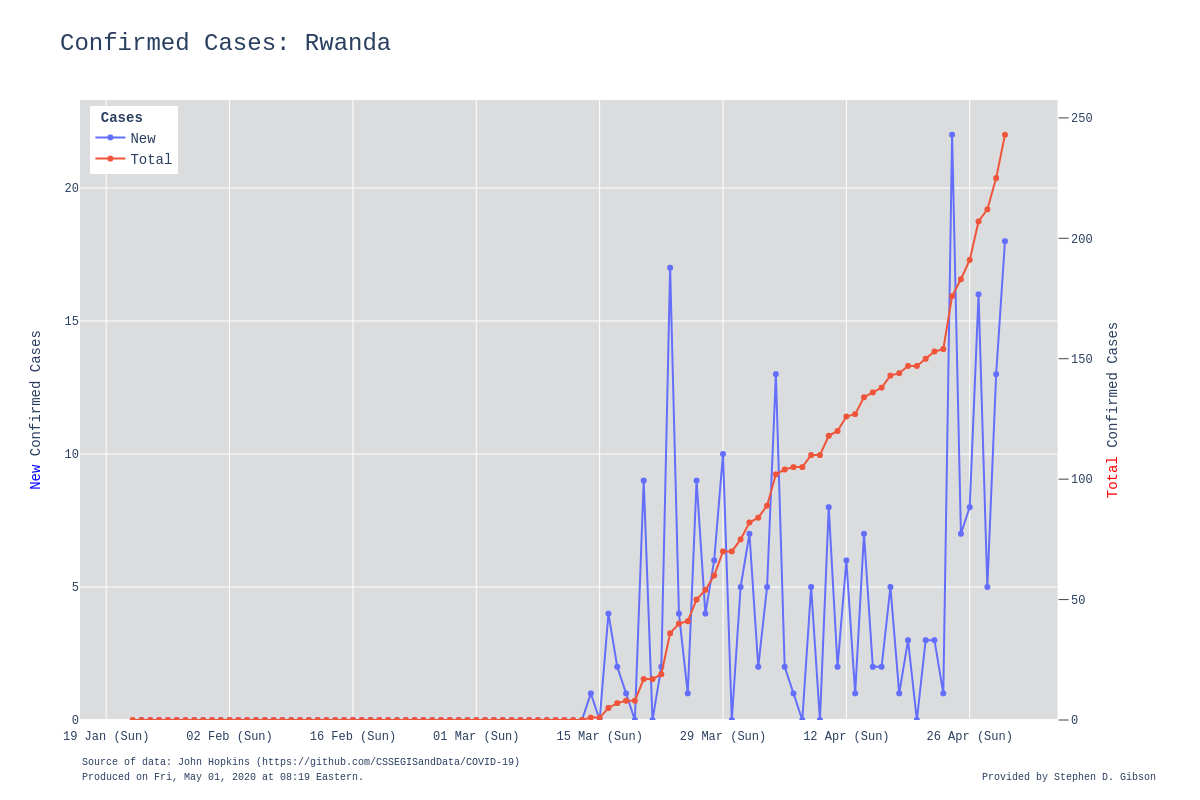 Confirmed Cases: Rwanda
Cases
New
Total
250
200
150
100
50
0
20
15
10
5
0
New Confirmed Cases
Total Confirmed Cases
19 Jan (Sun) 02 Feb (Sun) 16 Feb (Sun) 01 Mar (Sun) 15 Mar (Sun) 29 Mar (Sun) 12 Apr (Sun) 26 Apr (Sun)
Source of data: John Hopkins (https://github.com/CSSEGISandData/COVID-19)
Produced on Fri, May 01, 2020 at 08:19 Eastern.
Provided by Stephen D. Gibson